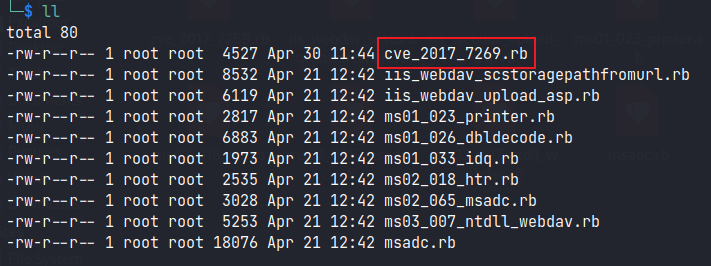 └─$ ll
total 80
-rw-r--r-- 1 root root  4527 Apr 30 11:44 cve_2017_7269.rb
-rw-r--r-- 1 root root  8532 Apr 21 12:42 iis_webdav_scstoragepathfromurl.rb
-rw-r--r-- 1 root root  6119 Apr 21 12:42 iis_webdav_upload_asp.rb
-rw-r--r-- 1 root root  2817 Apr 21 12:42 ms01_023_printer.rb
-rw-r--r-- 1 root root  6883 Apr 21 12:42 ms01_026_dbldecode.rb
-rw-r--r-- 1 root root  1973 Apr 21 12:42 ms01_033_idq.rb
-rw-r--r-- 1 root root  2535 Apr 21 12:42 ms02_018_htr.rb
-rw-r--r-- 1 root root  3028 Apr 21 12:42 ms02_065_msadc.rb
-rw-r--r-- 1 root root  5253 Apr 21 12:42 ms03_007_ntdll_webdav.rb
-rw-r--r-- 1 root root 18076 Apr 21 12:42 msadc.rb